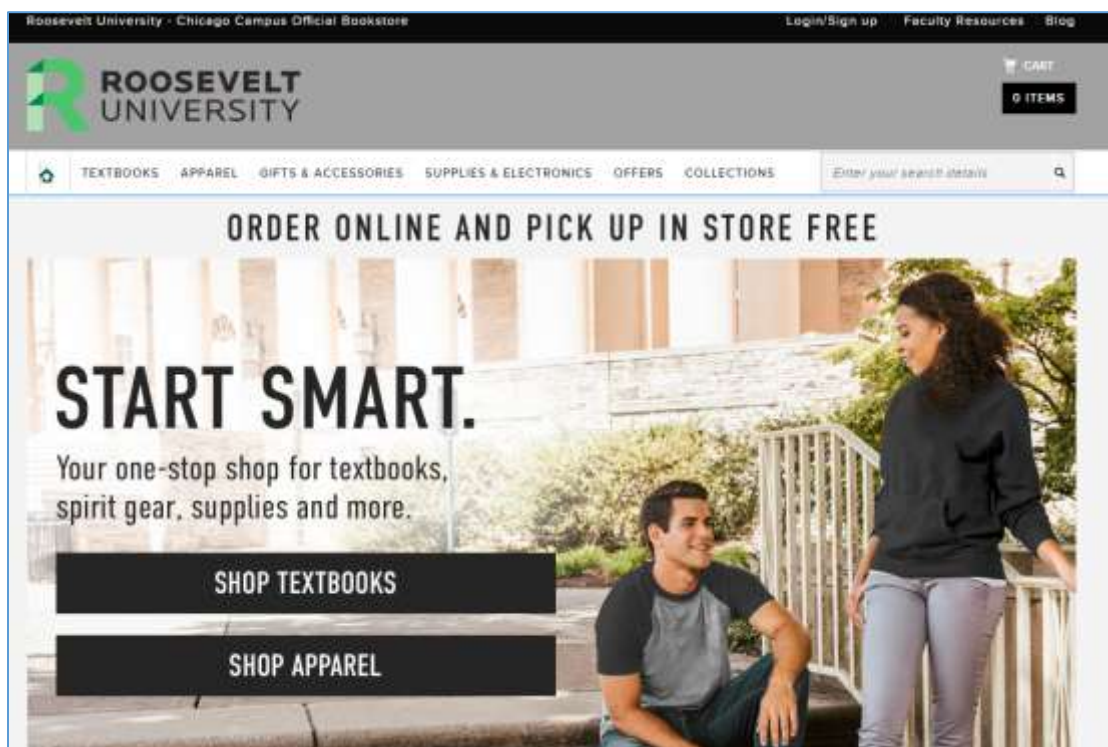 Roosevelt University - Chicago Campus Official Bookstore
Login/Sign up Faculty Resources Blog
ROOSEVELT
UNIVERSITY
CART
0 ITEMS
TEXTBOOKS APPAREL GIFTS & ACCESSORIES SUPPLIES & ELECTRONICS OFFERS COLLECTIONS Enter your search details
ORDER ONLINE AND PICK UP IN STORE FREE
START SMART.
Your one-stop shop for textbooks,
spirit gear, supplies and more.
SHOP TEXTBOOKS
SHOP APPAREL